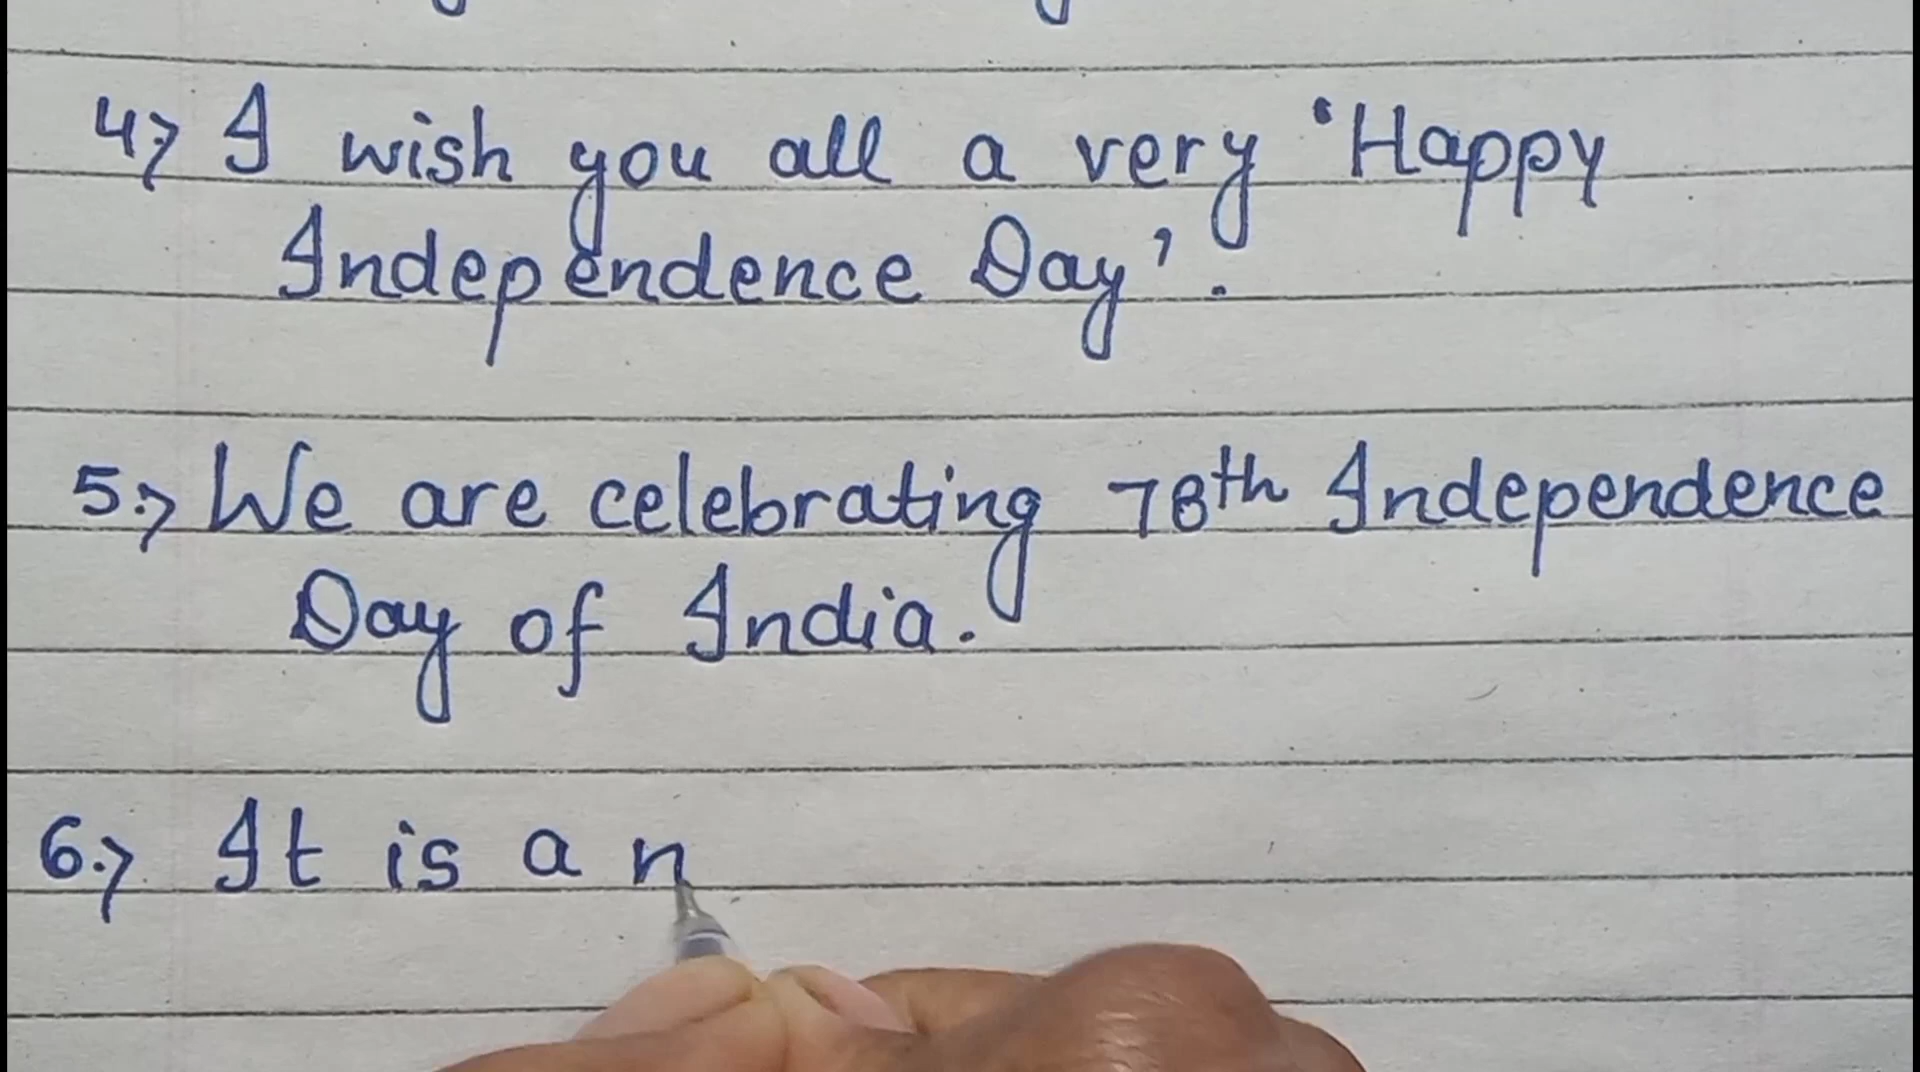 4.> I wish you all a very 'Happy
Independence Day'.
5.> We are celebrating 78th Independence
Day of India.
6.> It is a n